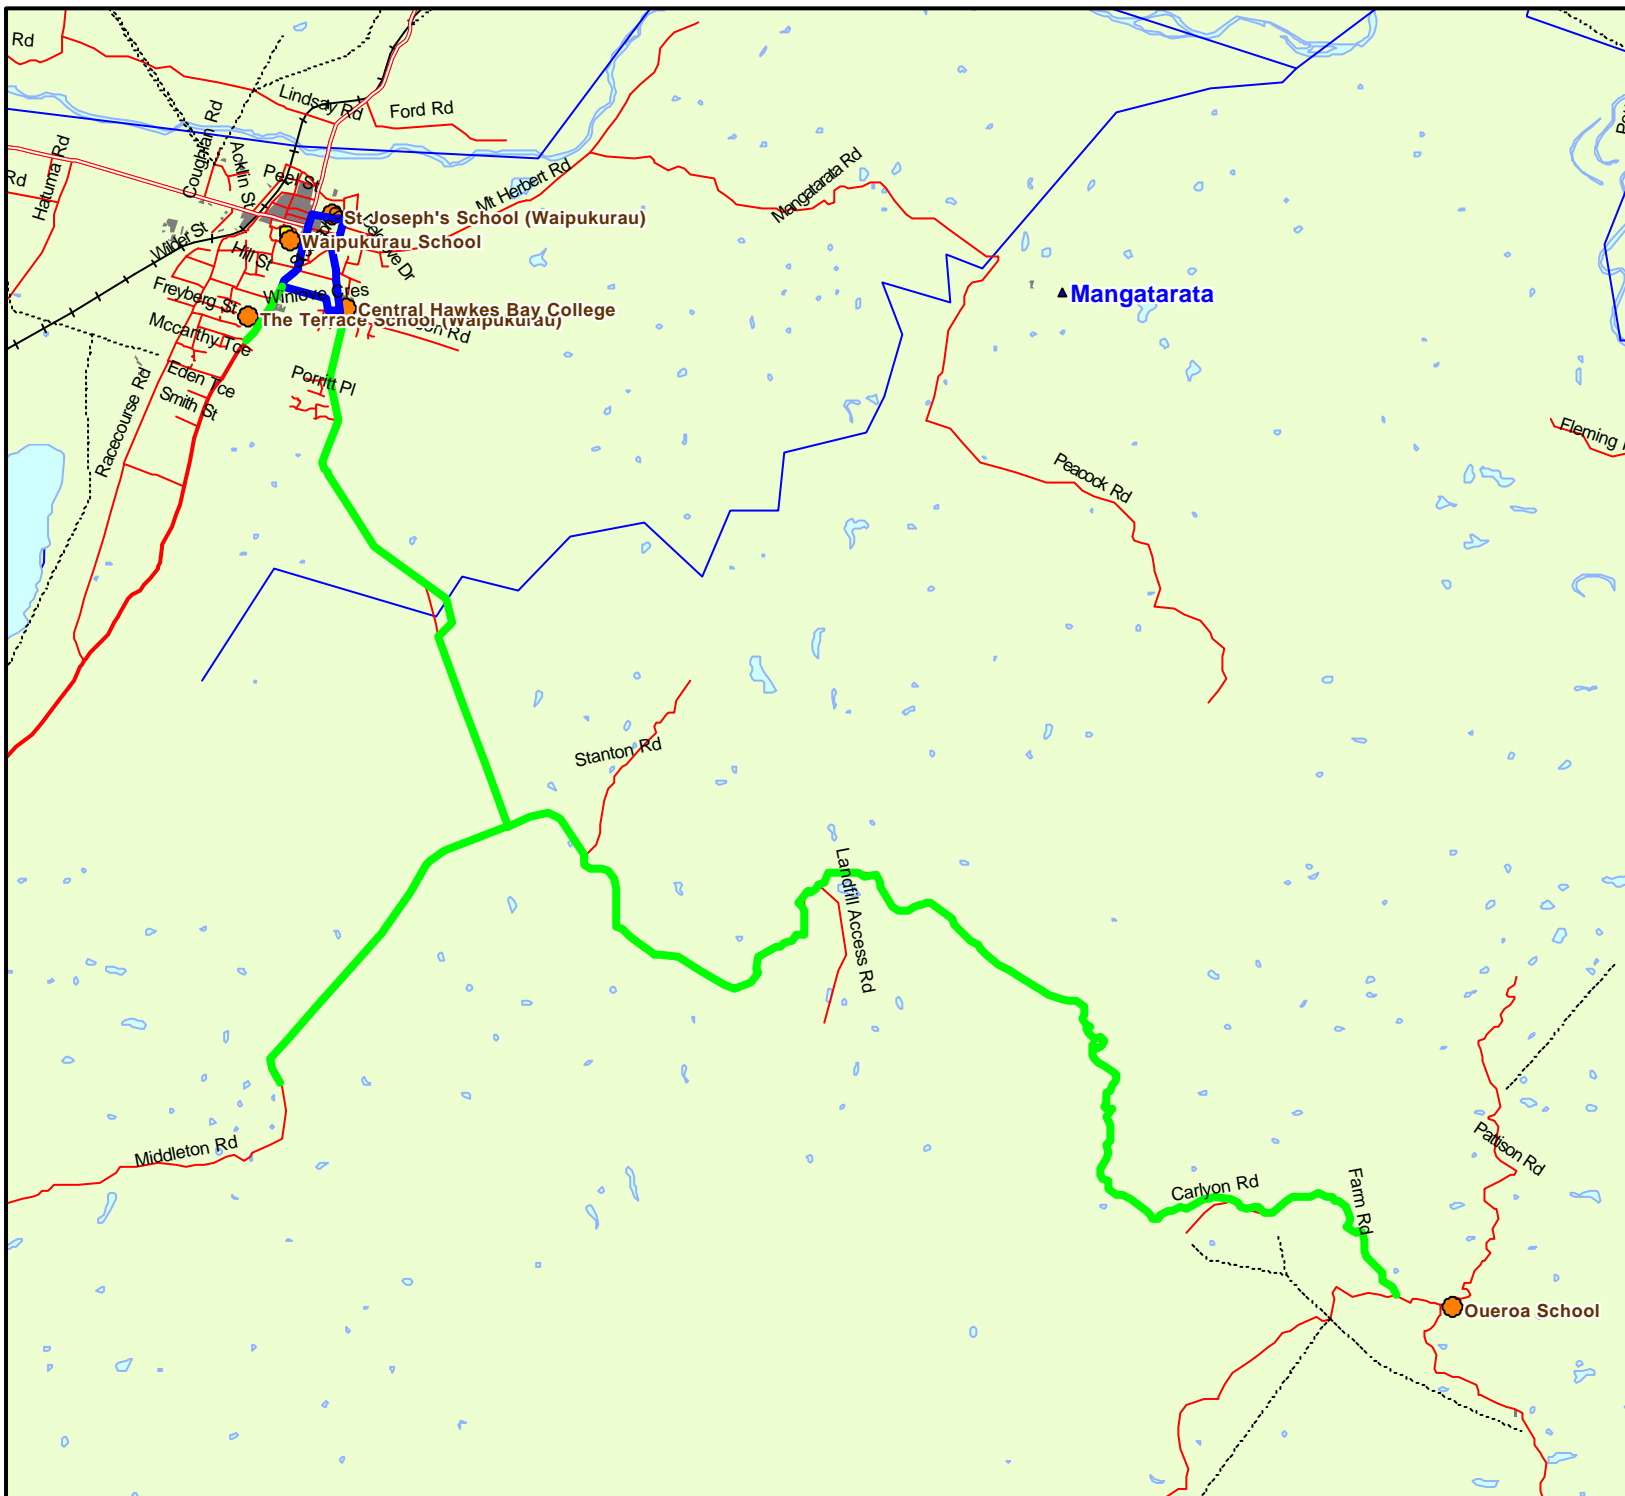 Rd
Lindsay Rd
Ford Rd
Coughlan Rd
Hatuma Rd
Rd
Acklin St
Peel St
Mt Herbert Rd
Mangatarata Rd
St Joseph's School (Waipukurau)
Waipukurau School
Wilder St
Hill St
Mangatarata
Freyberg St
Winlove Cres
Central Hawkes Bay College
The Terrace School (Waipukurau)
Mccarthy Tce
Racecourse Rd
Eden Tce
Porritt Pl
Smith St
Fleming
Peacock Rd
Stanton Rd
Landfill Access Rd
Middleton Rd
Pattison Rd
Carlyon Rd
Farm Rd
Oueroa School